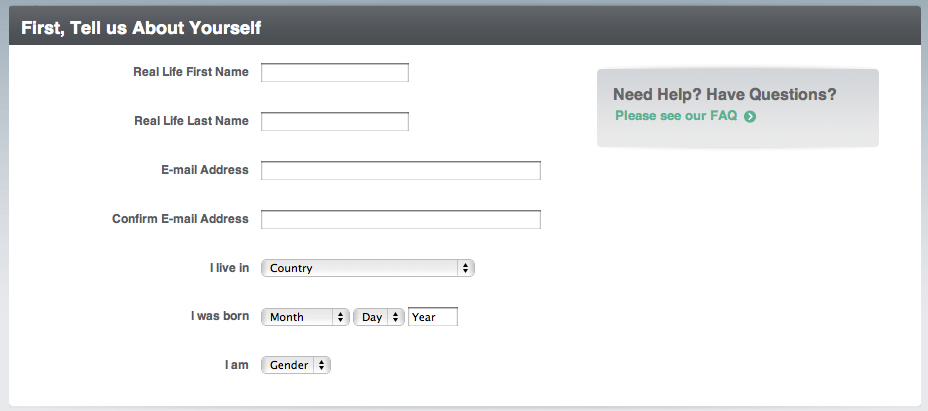 First, Tell us About Yourself
Real Life First Name
Need Help? Have Questions?
Please see our FAQ
Real Life Last Name
E-mail Address
Confirm E-mail Address
I live in Country
I was born Month Day Year
I am Gender